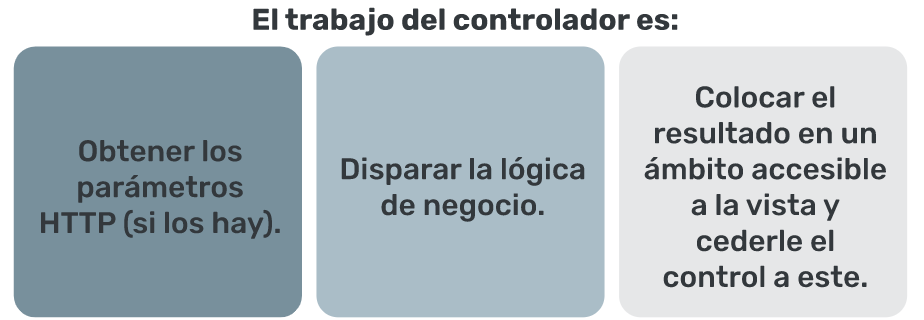 El trabajo del controlador es:
Obtener los
parámetros
HTTP (si los hay).
Disparar la lógica
de negocio.
Colocar el
resultado en un
ámbito accesible
a la vista y
cederle el
control a este.